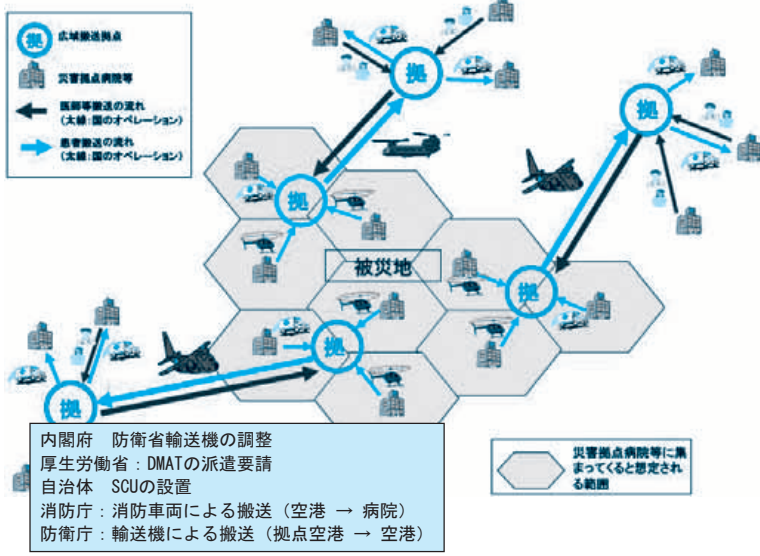 拠 広域搬送拠点
災害拠点病院等
医師等搬送の流れ
(太線:国のオペレーション)
患者搬送の流れ
(太線:国のオペレーション)
拠
拠
拠
被災地
拠
拠
拠
内閣府　防衛省輸送機の調整
厚生労働省：DMATの派遣要請
自治体　SCUの設置
消防庁：消防車両による搬送（空港 → 病院）
防衛庁：輸送機による搬送（拠点空港 → 空港）
災害拠点病院等に集
まってくると想定され
る範囲